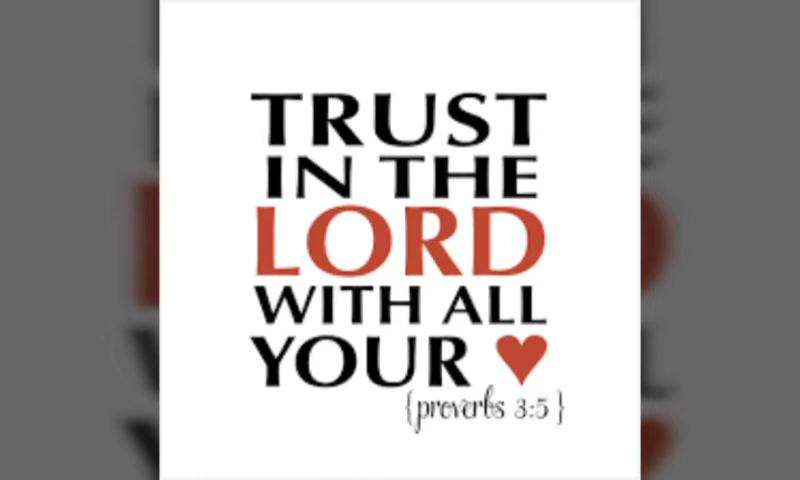 TRUST
IN THE
LORD
WITH ALL
YOUR ♥
{proverbs 3:5}